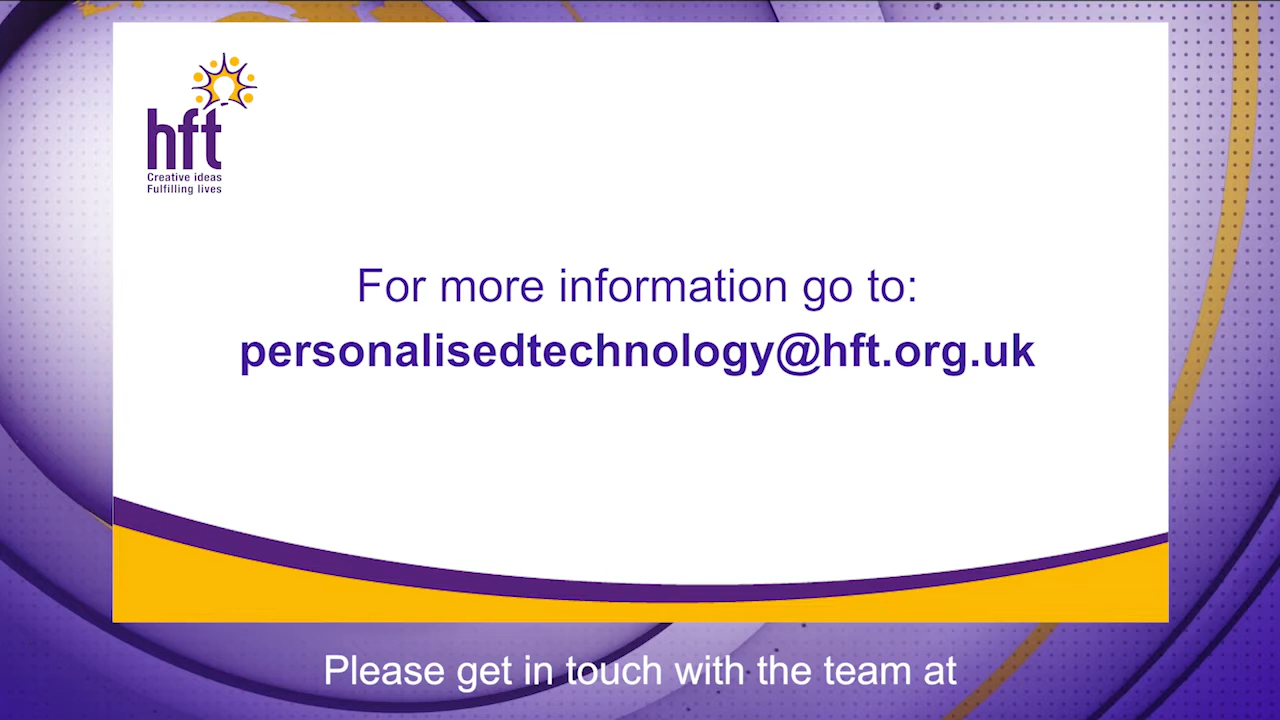 hft
Creative ideas
Fulfilling lives
For more information go to:
personalisedtechnology@hft.org.uk
Please get in touch with the team at